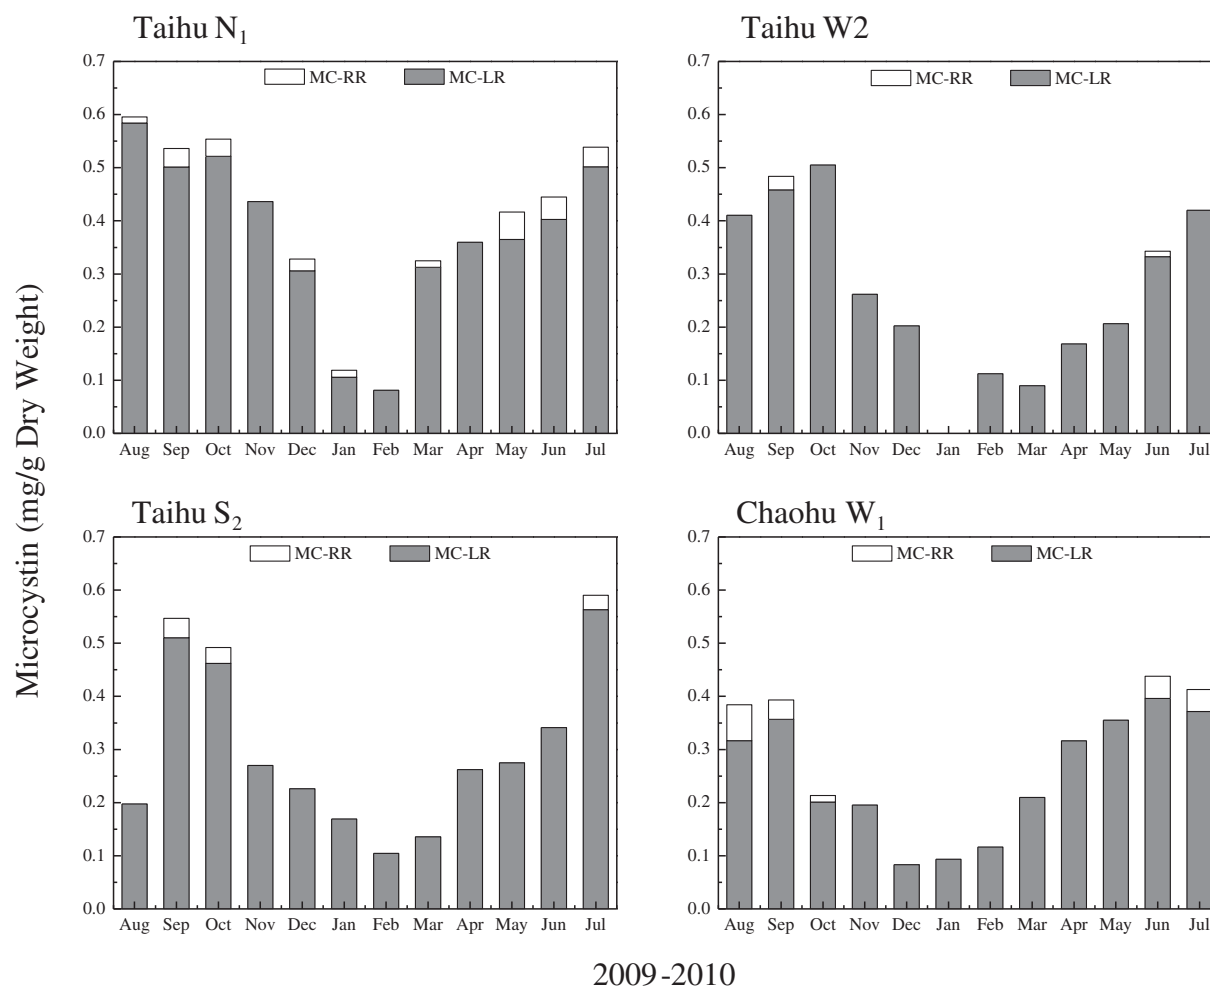 Taihu N₁
MC-RR MC-LR
0.7
0.6
0.5
0.4
0.3
0.2
0.1
0.0
Aug Sep Oct Nov Dec Jan Feb Mar Apr May Jun Jul
Taihu W2
MC-RR MC-LR
0.7
0.6
0.5
0.4
0.3
0.2
0.1
0.0
Aug Sep Oct Nov Dec Jan Feb Mar Apr May Jun Jul
Microcystin (mg/g Dry Weight)
Taihu S₂
MC-RR MC-LR
0.7
0.6
0.5
0.4
0.3
0.2
0.1
0.0
Aug Sep Oct Nov Dec Jan Feb Mar Apr May Jun Jul
Chaohu W₁
MC-RR MC-LR
0.7
0.6
0.5
0.4
0.3
0.2
0.1
0.0
Aug Sep Oct Nov Dec Jan Feb Mar Apr May Jun Jul
2009-2010